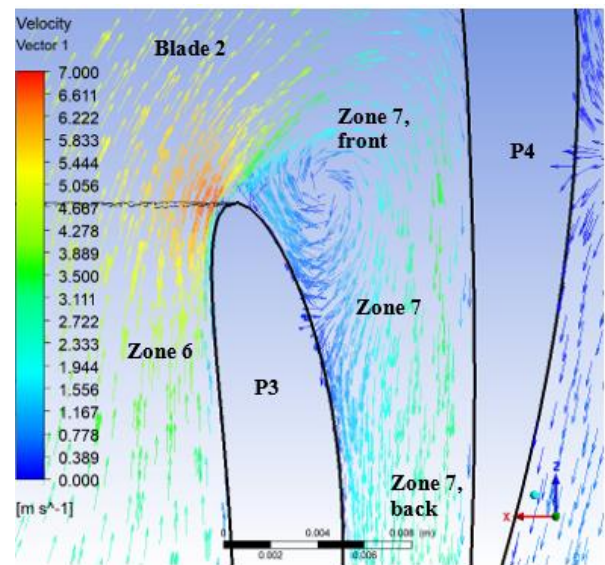 Velocity
Vector 1
7.000
6.611
6.222
5.833
5.444
5.056
4.667
4.278
3.889
3.500
3.111
2.722
2.333
1.944
1.556
1.167
0.778
0.389
0.000
[m s^-1]
Blade 2
Zone 7,
front
P4
Zone 7
Zone 6
P3
Zone 7,
back
0
0.004
0.008 (m)
0.002
0.006
Z
X